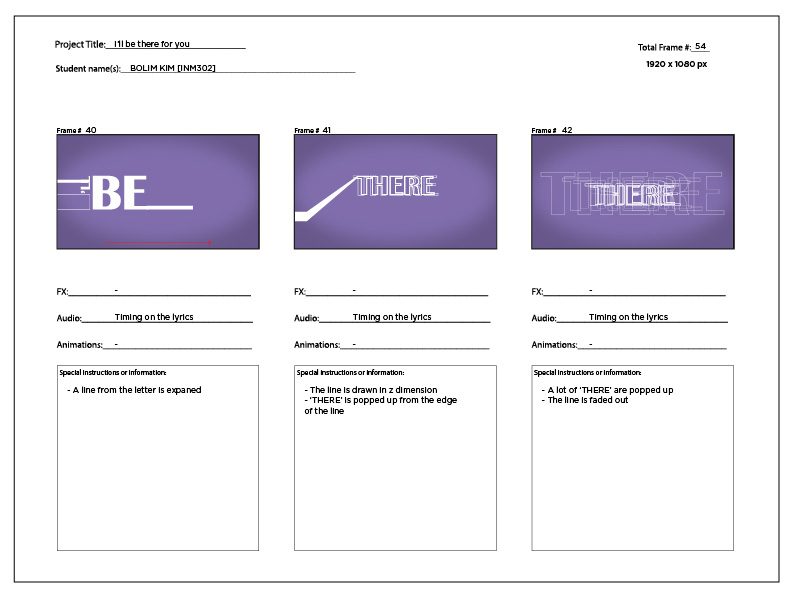 Project Title: I'll be there for you
Total Frame #: 54
Student name(s): BOLIM KIM [INM302]
1920 x 1080 px
Frame # 40
Frame # 41
Frame # 42
BE
THERE
THERE
FX: -
FX: -
FX: -
Audio: Timing on the lyrics
Audio: Timing on the lyrics
Audio: Timing on the lyrics
Animations: -
Animations: -
Animations: -
Special Instructions or Information:
- A line from the letter is expaned
Special Instructions or Information:
- The line is drawn in z dimension
- 'THERE' is popped up from the edge
of the line
Special Instructions or Information:
- A lot of 'THERE' are popped up
- The line is faded out